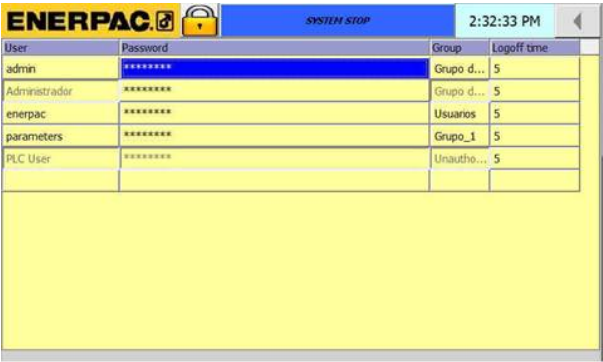 ENERPAC. SYSTEM STOP 2:32:33 PM
User Password Group Logoff time
admin ******** Grupo d... 5
Administrador ******** Grupo d... 5
enerpac ******** Usuarios 5
parameters ******** Grupo_1 5
PLC User ******** Unautho... 5